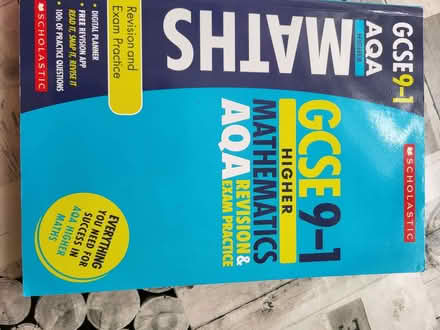 GCSE 9-1
AQA
HIGHER
MATHS
Revision and
Exam Practice
• DIGITAL PLANNER
• FREE REVISION APP
READ IT, SNAP IT, REVISE IT
• 100s OF PRACTICE QUESTIONS
SCHOLASTIC
SCHOLASTIC
GCSE 9-1
HIGHER
MATHEMATICS
AQA
REVISION &
EXAM PRACTICE
EVERYTHING
YOU NEED FOR
SUCCESS IN
AQA HIGHER
MATHS